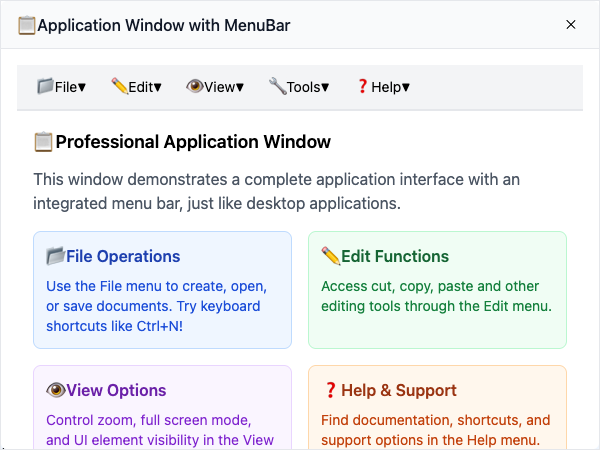 📋Application Window with MenuBar ×
📁File▾ ✏️Edit▾ 👁️View▾ 🔧Tools▾ ❓Help▾
📋Professional Application Window
This window demonstrates a complete application interface with an
integrated menu bar, just like desktop applications.
📁File Operations
Use the File menu to create, open,
or save documents. Try keyboard
shortcuts like Ctrl+N!
✏️Edit Functions
Access cut, copy, paste and other
editing tools through the Edit menu.
👁️View Options
Control zoom, full screen mode,
and UI element visibility in the View
❓Help & Support
Find documentation, shortcuts, and
support options in the Help menu.